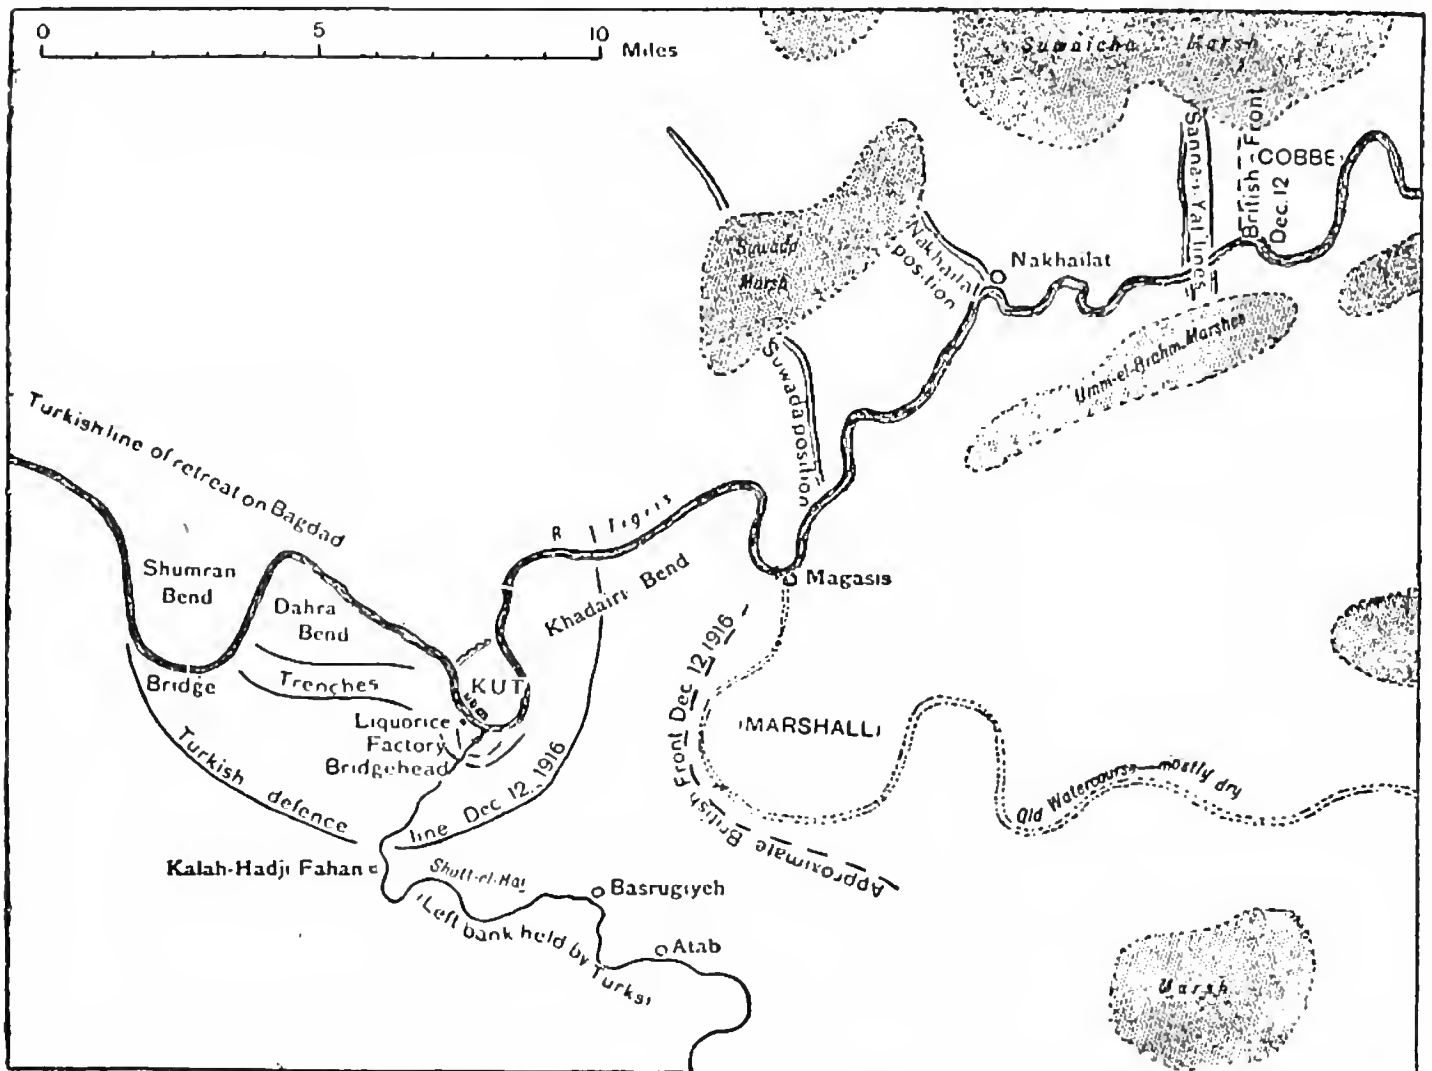 0 5 10 Miles
Suwaicha Marsh
Sanna-i-Yat lines
British Front
Dec. 12
COBBE
Suwada
Marsh
Nakhailat
position
Nakhailat
Umm-el-Brahm Marshes
Suwada position
Turkish line of retreat on Bagdad
R Tigris
Shumran
Bend
Dahra
Bend
Khadairi Bend
Magasis
Bridge
Trenches
KUT
Liquorice
Factory
Bridgehead
(MARSHALL)
Approximate British Front Dec 12 1916
Old Watercourse—mostly dry
Turkish defence line Dec 12. 1916
Kalah-Hadji Fahan
Shatt-el-Hai
Basrugiyeh
(Left bank held by Turks)
Atab
Marsh